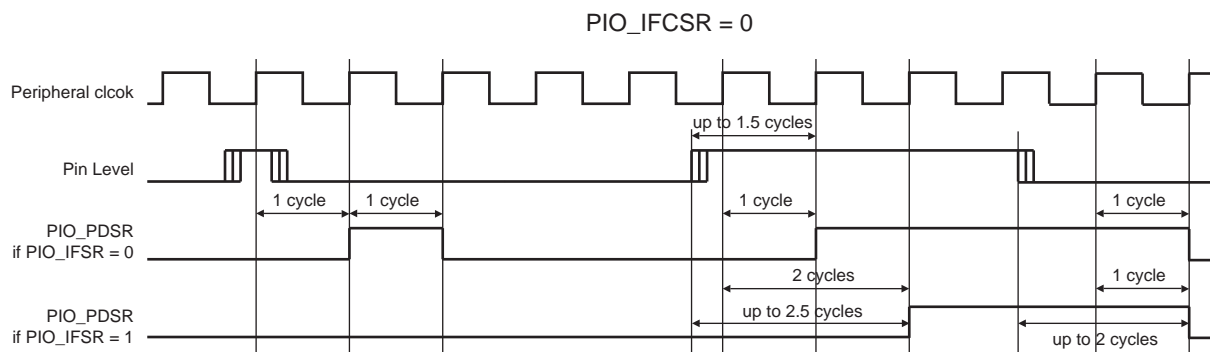 PIO_IFCSR = 0
Peripheral clcok
up to 1.5 cycles
Pin Level
1 cycle
1 cycle
1 cycle
1 cycle
PIO_PDSR
if PIO_IFSR = 0
2 cycles
1 cycle
PIO_PDSR
if PIO_IFSR = 1
up to 2.5 cycles
up to 2 cycles